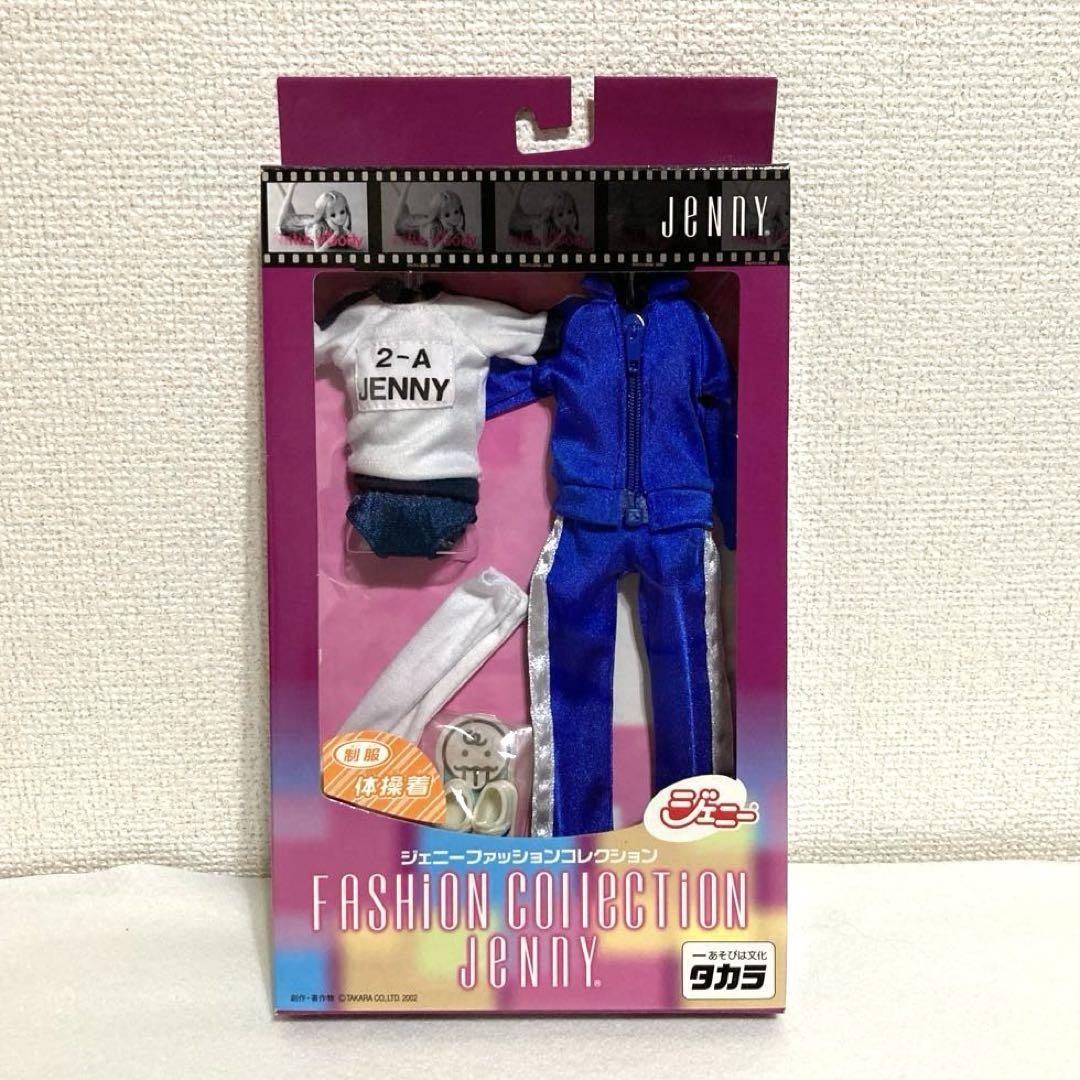 JENNY®
2-A
JENNY
制服
体操着
ジェニー
ジェニーファッションコレクション
FASHION COLLECTION
JENNY®
―あそびは文化
タカラ
創作・著作物 ©TAKARA CO.,LTD. 2002